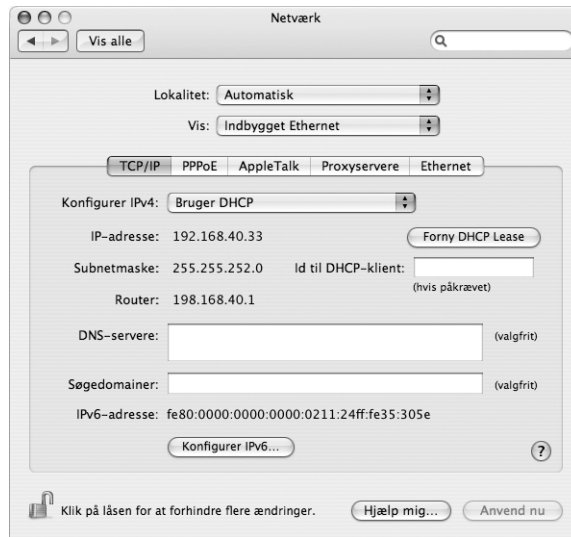 Netværk
Vis alle
Lokalitet: Automatisk
Vis: Indbygget Ethernet
TCP/IP PPPoE AppleTalk Proxyservere Ethernet
Konfigurer IPv4: Bruger DHCP
IP-adresse: 192.168.40.33 Forny DHCP Lease
Subnetmaske: 255.255.252.0 Id til DHCP-klient:
(hvis påkrævet)
Router: 198.168.40.1
DNS-servere: (valgfrit)
Søgedomainer: (valgfrit)
IPv6-adresse: fe80:0000:0000:0000:0211:24ff:fe35:305e
Konfigurer IPv6... ?
Klik på låsen for at forhindre flere ændringer. Hjælp mig... Anvend nu